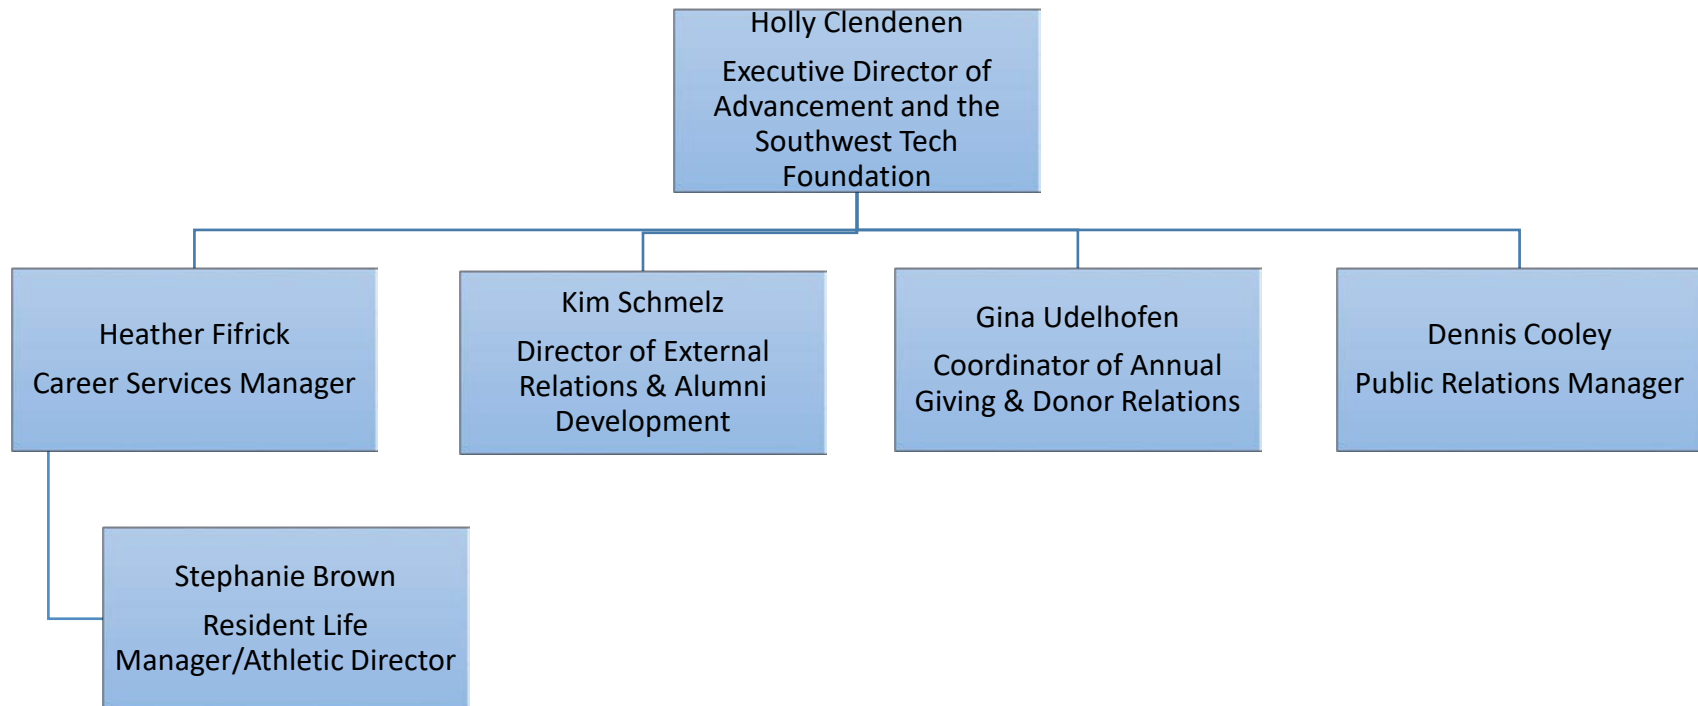 Holly Clendenen
Executive Director of
Advancement and the
Southwest Tech
Foundation
Heather Fifrick
Career Services Manager
Kim Schmelz
Director of External
Relations & Alumni
Development
Gina Udelhofen
Coordinator of Annual
Giving & Donor Relations
Dennis Cooley
Public Relations Manager
Stephanie Brown
Resident Life
Manager/Athletic Director